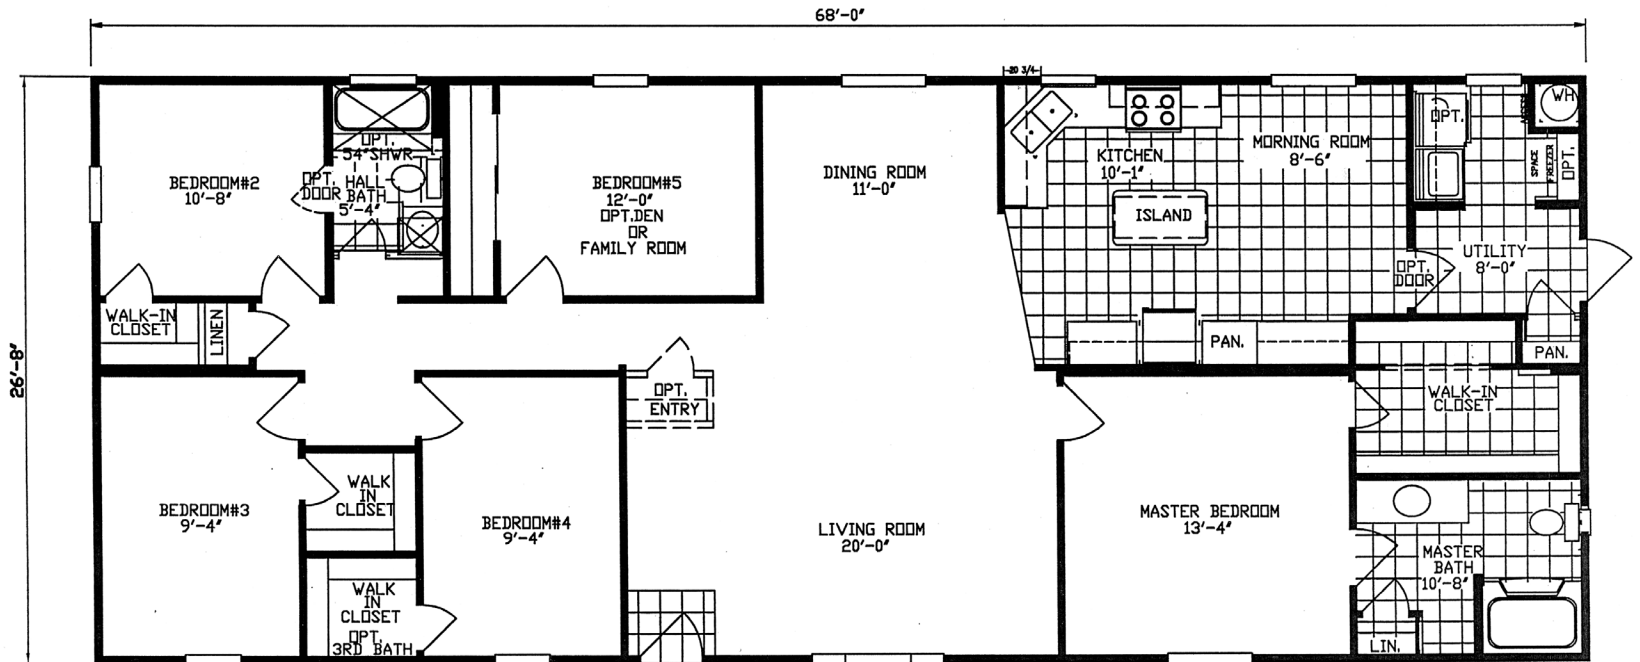 68'-0"
26'-8"
20 3/4
BEDROOM#2
10'-8"
OPT.
54"SHWR
OPT.
DOOR
HALL
BATH
5'-4"
BEDROOM#5
12'-0"
OPT.DEN
OR
FAMILY ROOM
DINING ROOM
11'-0"
KITCHEN
10'-1"
ISLAND
MORNING ROOM
8'-6"
OPT.
WH
SPACE
FREEZER
OPT.
UTILITY
8'-0"
OPT.
DOOR
PAN.
PAN.
WALK-IN
CLOSET
LINEN
OPT.
ENTRY
WALK-IN
CLOSET
BEDROOM#3
9'-4"
WALK
IN
CLOSET
BEDROOM#4
9'-4"
LIVING ROOM
20'-0"
MASTER BEDROOM
13'-4"
MASTER
BATH
10'-8"
WALK
IN
CLOSET
OPT.
3RD BATH
LIN.